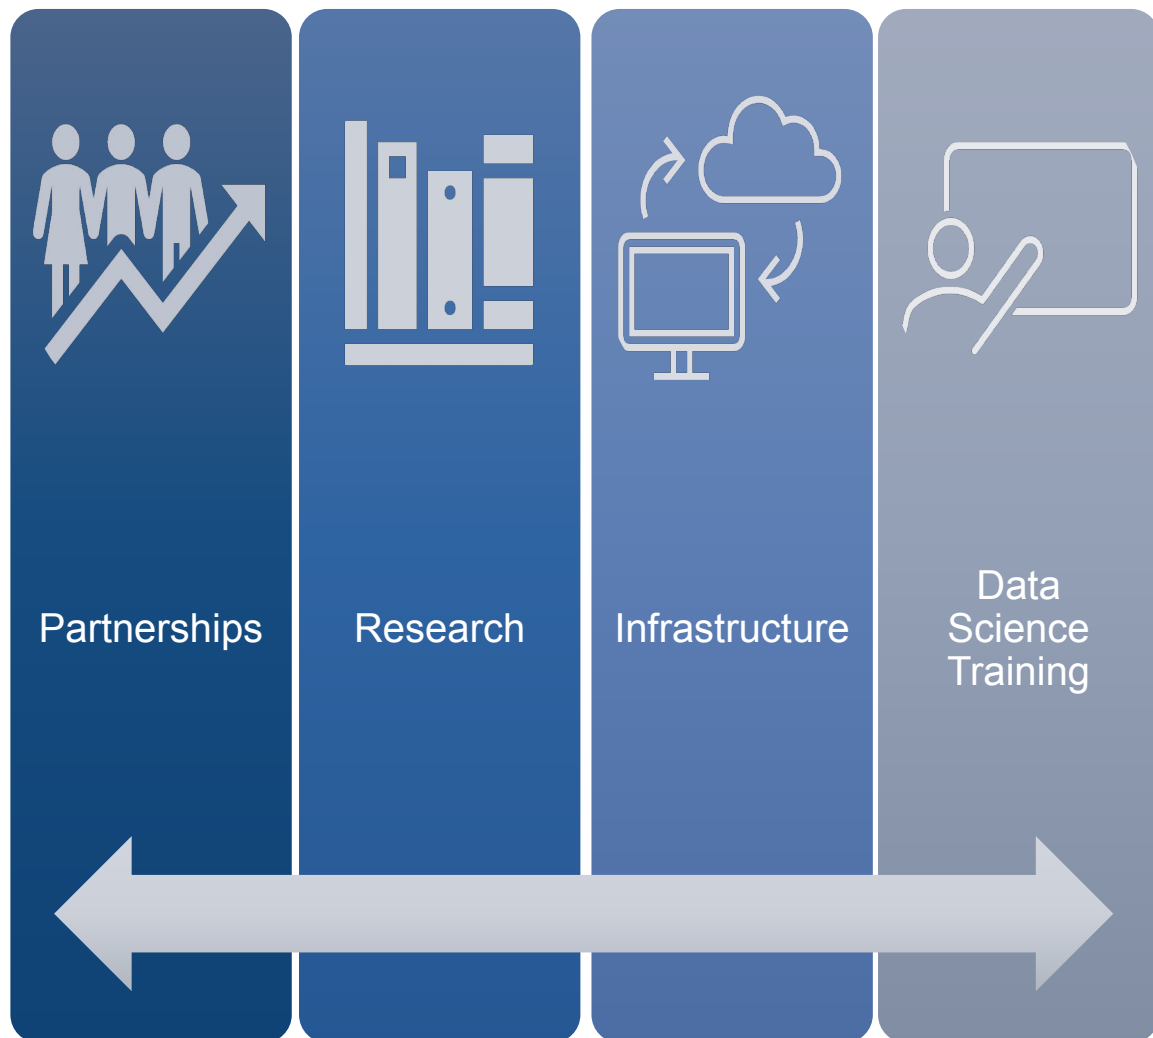 Partnerships
Research
Infrastructure
Data
Science
Training